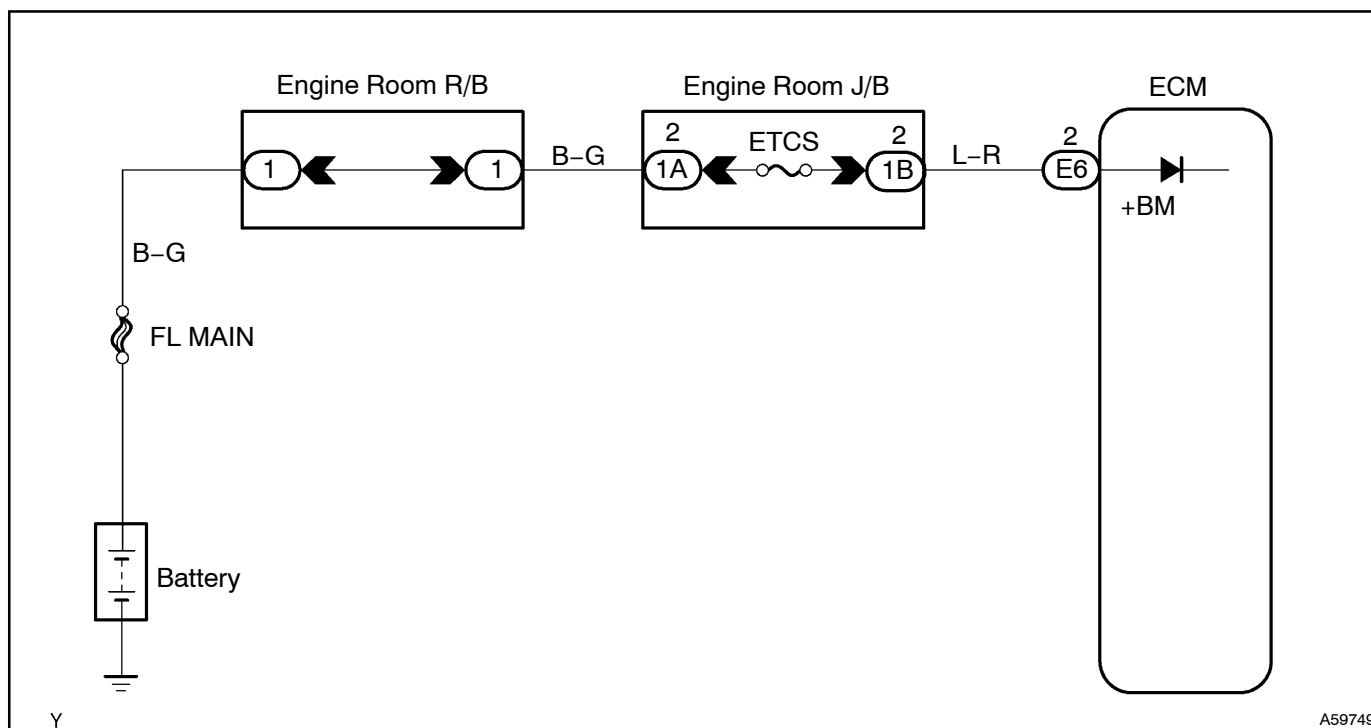 Engine Room R/B
Engine Room J/B
ECM
2
ETCS
2
2
1
1
B–G
1A
1B
L–R
E6
+BM
B–G
FL MAIN
Battery
Y
A59749